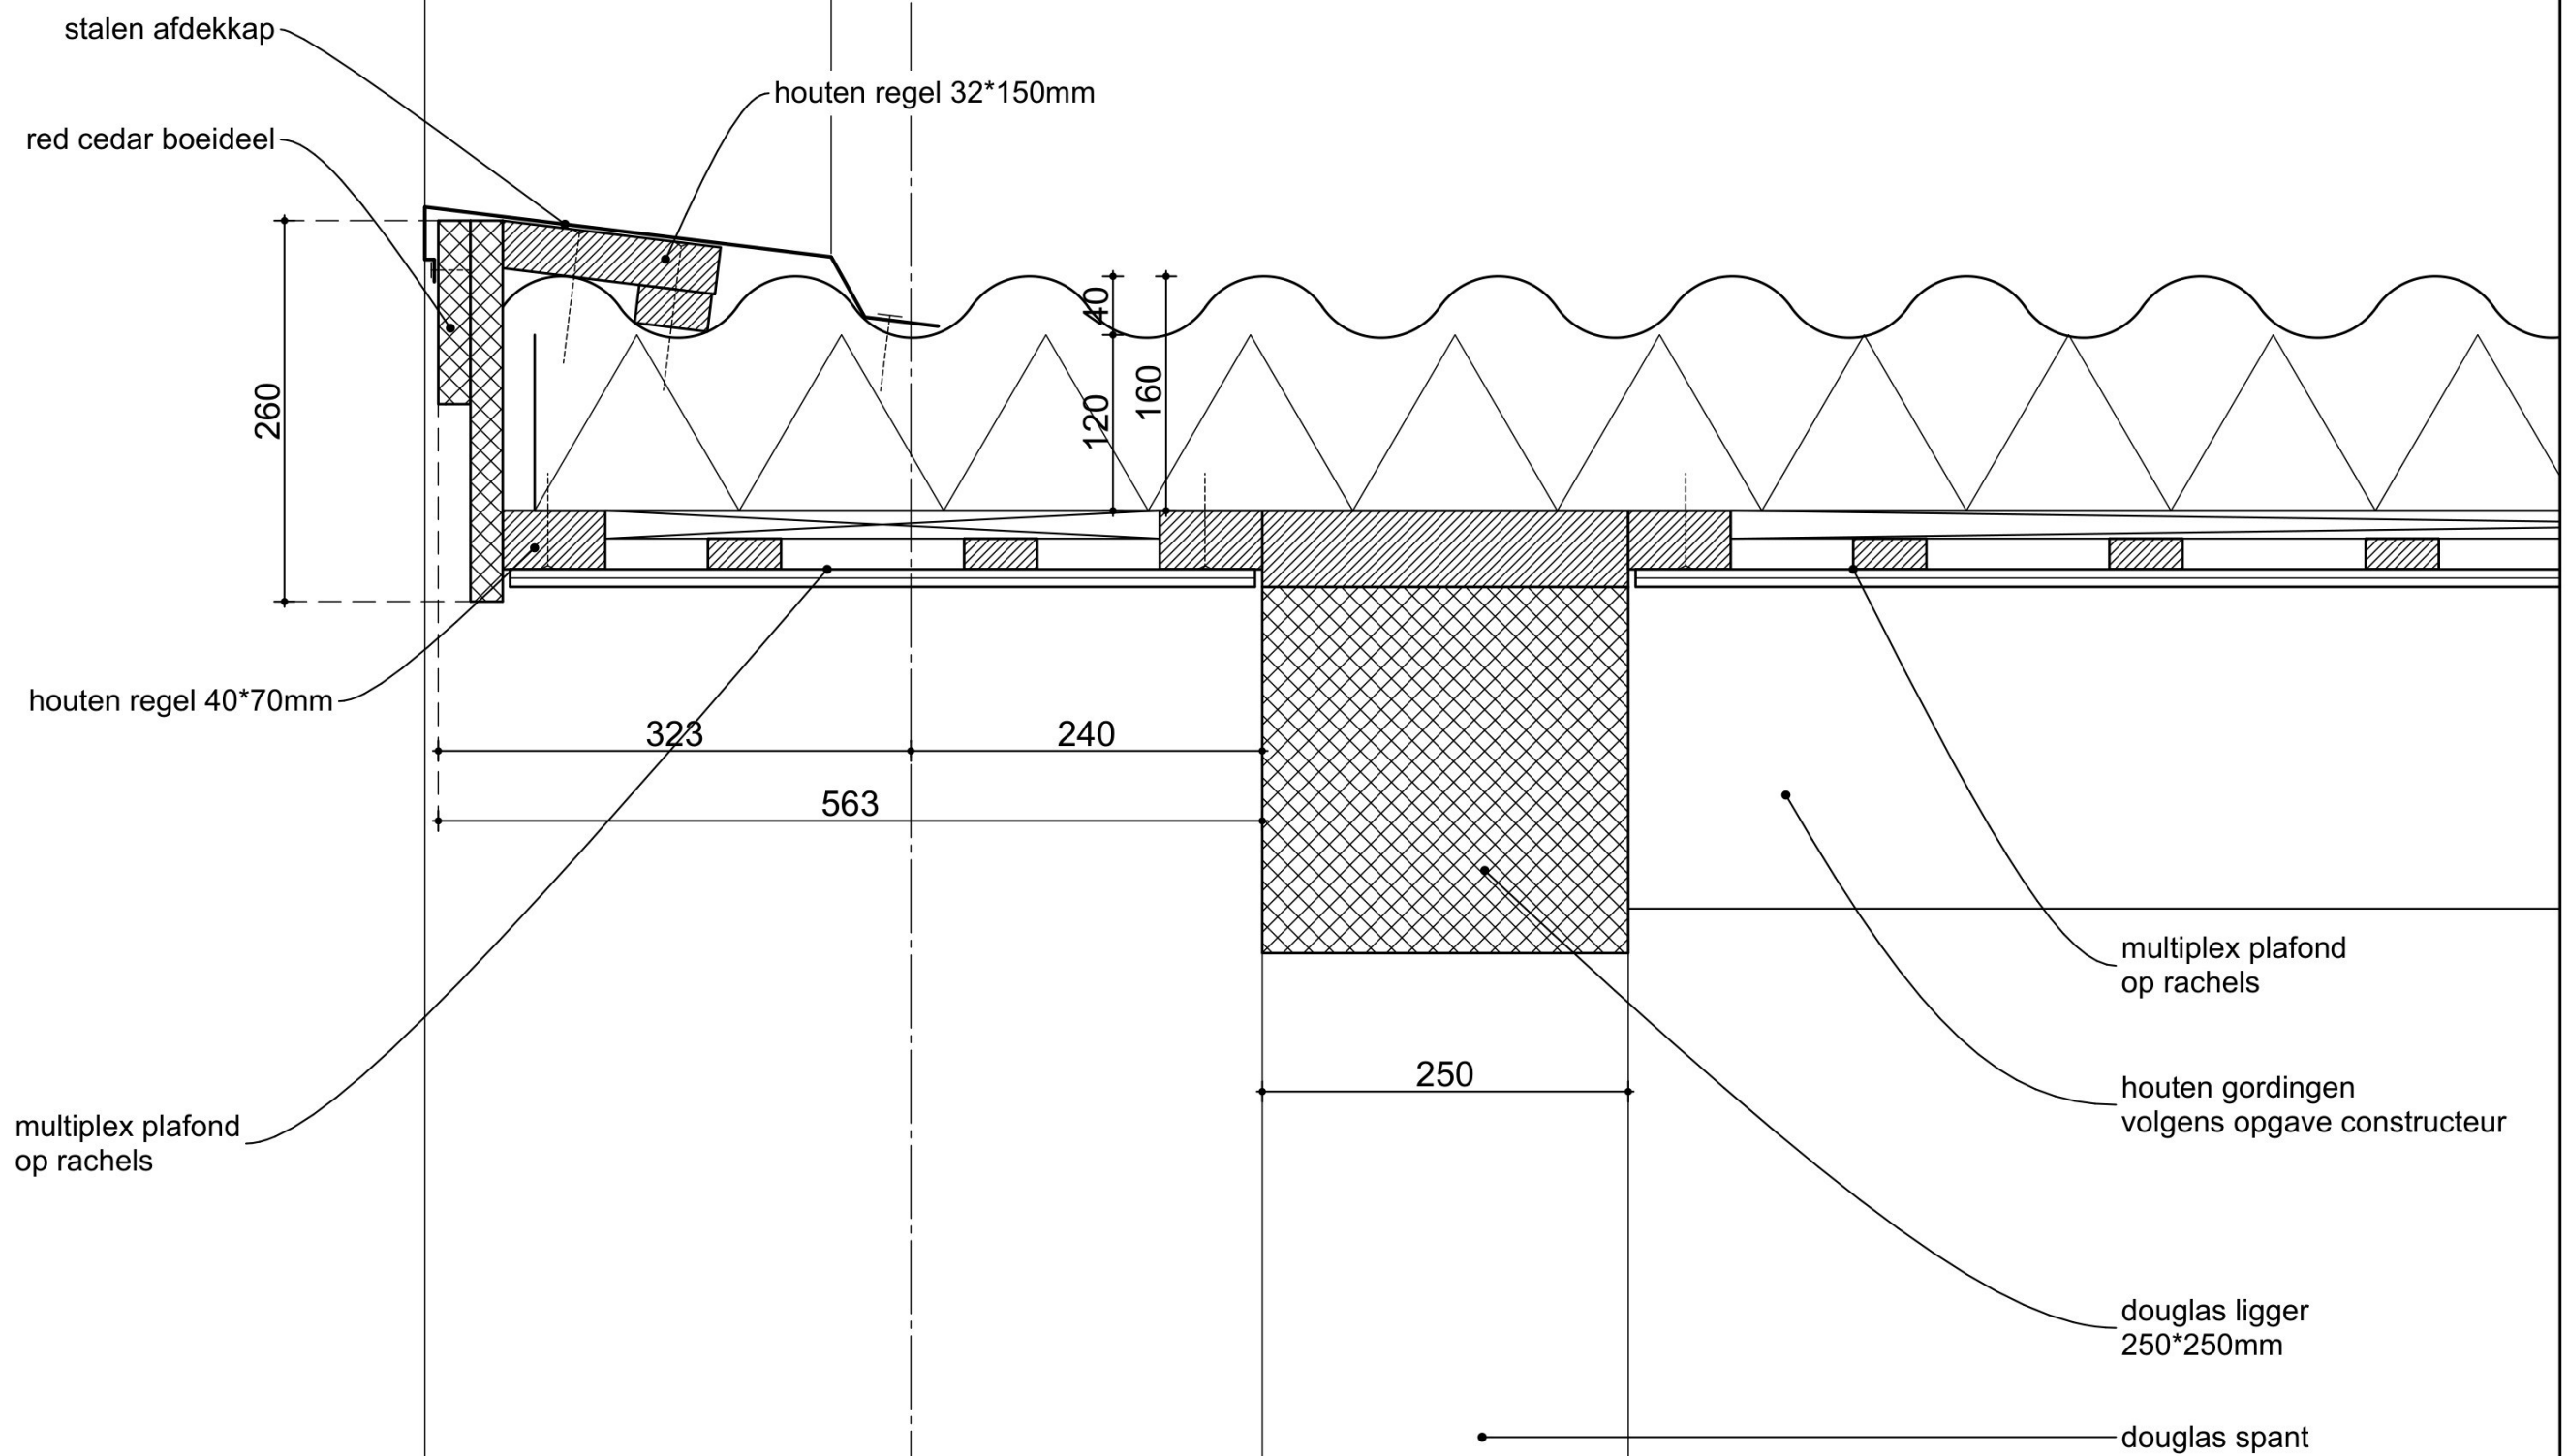 stalen afdekkap
houten regel 32*150mm
red cedar boeideel
40
260
120
160
houten regel 40*70mm
323
240
563
multiplex plafond
op rachels
250
houten gordingen
volgens opgave constructeur
multiplex plafond
op rachels
douglas ligger
250*250mm
douglas spant